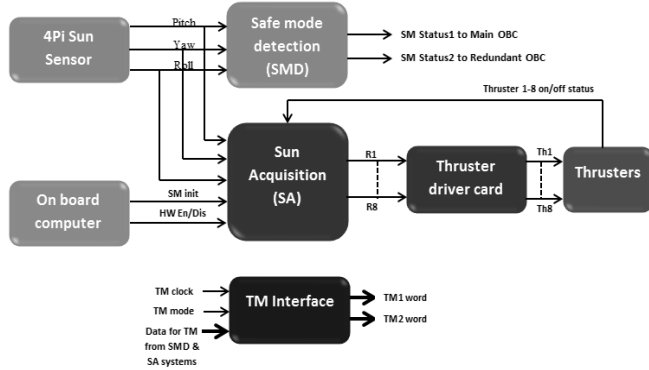 4Pi Sun
Sensor
Pitch
Yaw
Roll
Safe mode
detection
(SMD)
SM Status1 to Main OBC
SM Status2 to Redundant OBC
Thruster 1-8 on/off status
Sun
Acquisition
(SA)
R1
R8
Thruster
driver card
Th1
Th8
Thrusters
On board
computer
SM init
HW En/Dis
TM clock
TM mode
Data for TM
from SMD &
SA systems
TM Interface
TM1 word
TM2 word